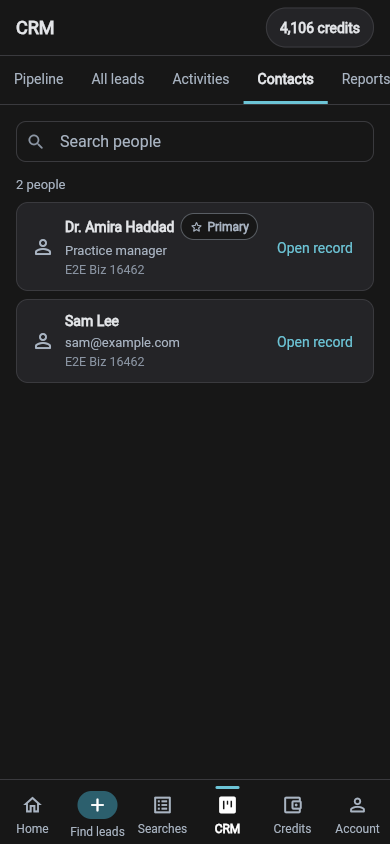 CRM
4,106 credits
Pipeline All leads Activities Contacts Reports
Search people
2 people
Dr. Amira Haddad Primary
Practice manager
E2E Biz 16462
Open record
Sam Lee
sam@example.com
E2E Biz 16462
Open record
Home Find leads Searches CRM Credits Account